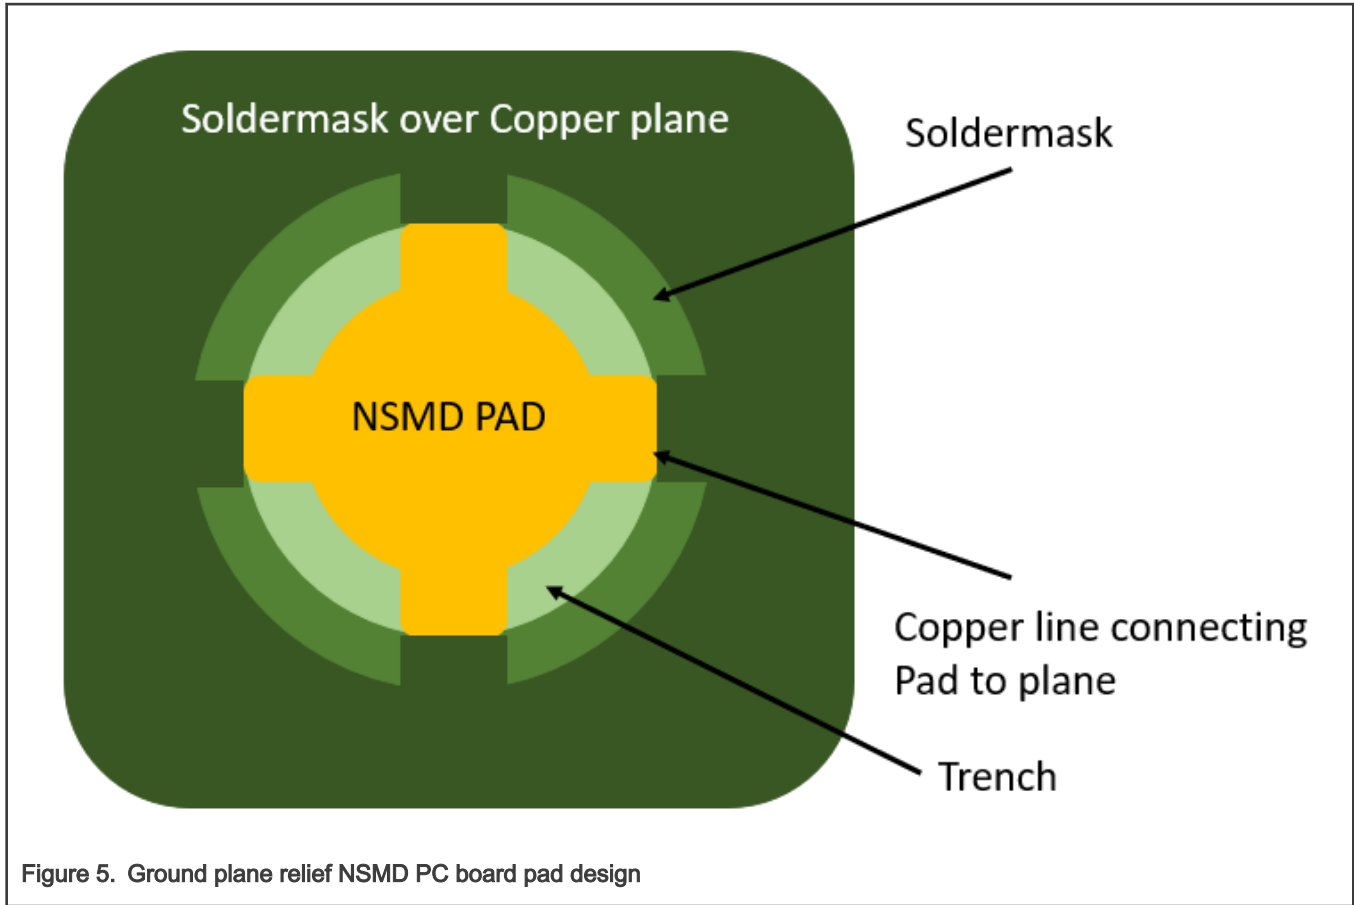 Soldermask over Copper plane
Soldermask
NSMD PAD
Copper line connecting
Pad to plane
Trench
Figure 5. Ground plane relief NSMD PC board pad design